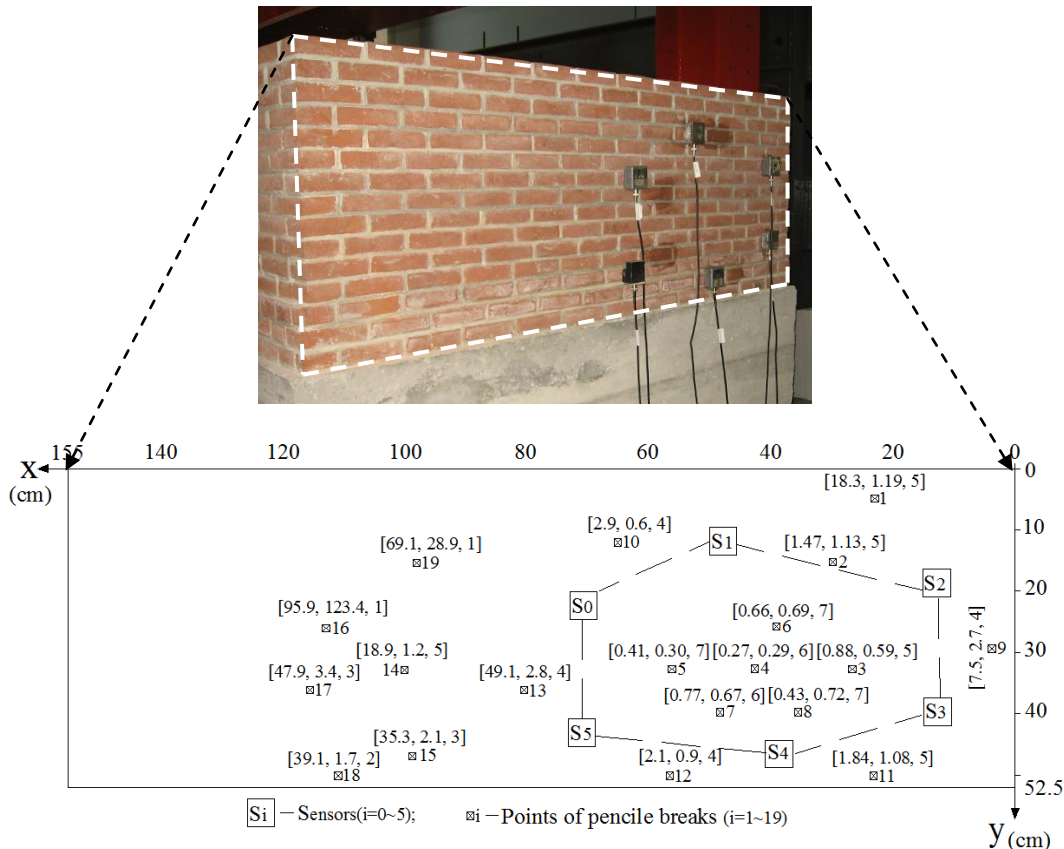 155 140 120 100 80 60 40 20 0
X
(cm)
0
[18.3, 1.19, 5]
1
10
[2.9, 0.6, 4]
10
S1
[1.47, 1.13, 5]
2
[69.1, 28.9, 1]
19
20
S2
S0
[95.9, 123.4, 1]
16
[0.66, 0.69, 7]
6
[7.5, 2.7, 4]
9
30
[18.9, 1.2, 5]
14
[0.41, 0.30, 7]
5
[0.27, 0.29, 6]
4
[0.88, 0.59, 5]
3
[47.9, 3.4, 3]
17
[49.1, 2.8, 4]
13
[0.77, 0.67, 6]
7
[0.43, 0.72, 7]
8
40
S3
S5
[35.3, 2.1, 3]
15
S4
[39.1, 1.7, 2]
18
[2.1, 0.9, 4]
12
[1.84, 1.08, 5]
11
52.5
Si — Sensors(i=0~5);
i — Points of pencile breaks (i=1~19)
y (cm)